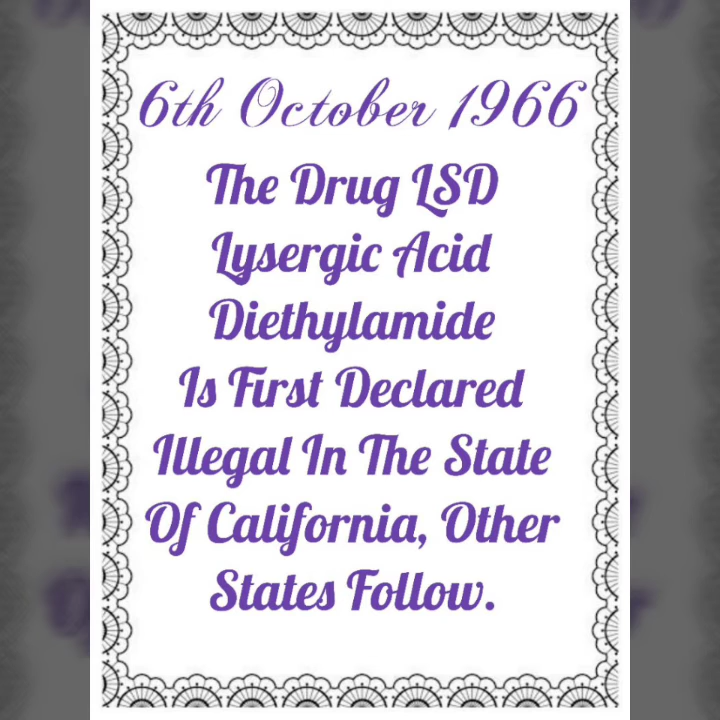 6th October 1966
The Drug LSD
Lysergic Acid
Diethylamide
Is First Declared
Illegal In The State
Of California, Other
States Follow.